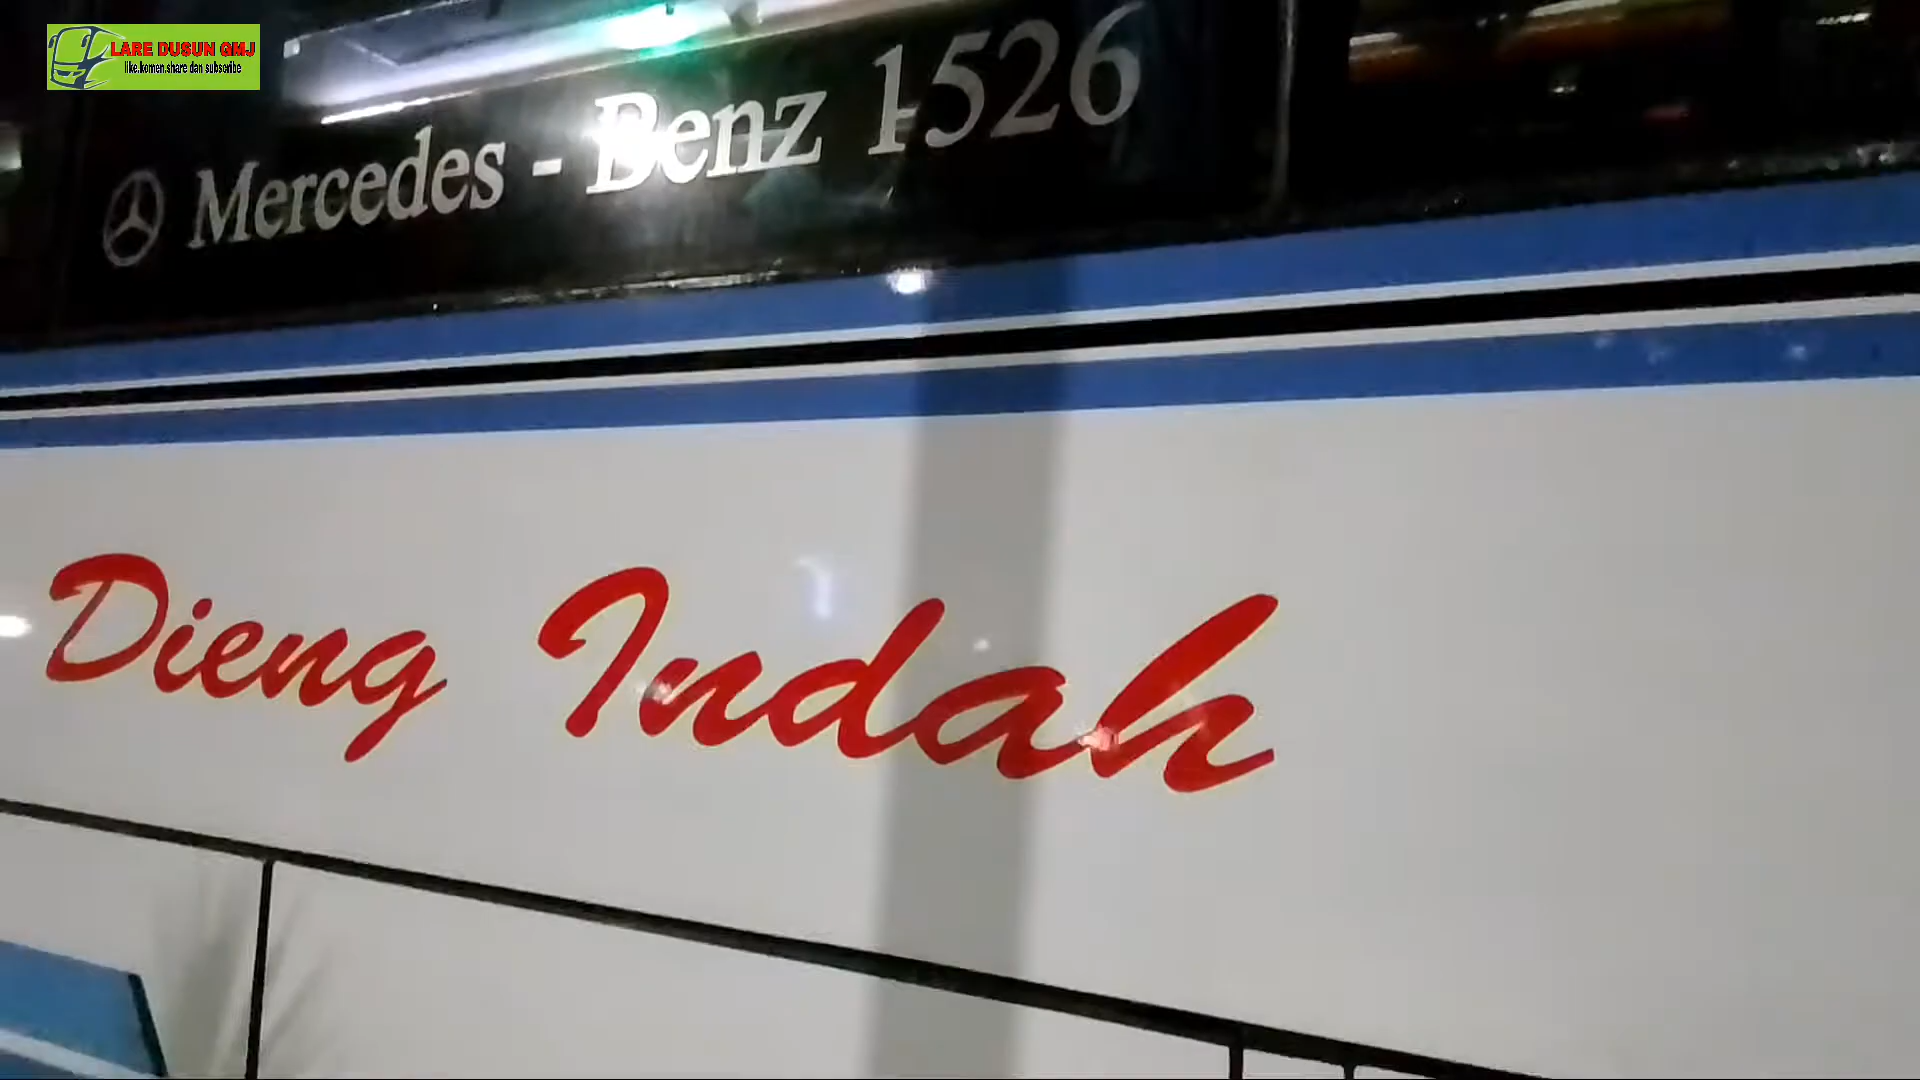 LARE DUSUN GMJ
like.komen.share dan subscribe
Mercedes - Benz 1526
Dieng Indah